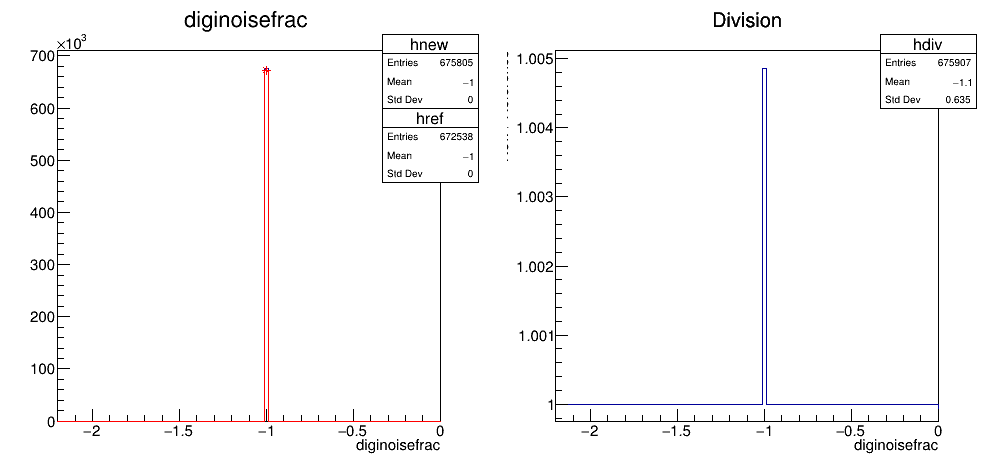 diginoisefrac
×10³
700
600
500
400
300
200
100
0
−2
−1.5
−1
−0.5
0
diginoisefrac
hnew
Entries 675805
Mean −1
Std Dev 0
href
Entries 672538
Mean −1
Std Dev 0
Division
1.005
1.004
1.003
1.002
1.001
1
−2
−1.5
−1
−0.5
0
diginoisefrac
hdiv
Entries 675907
Mean −1.1
Std Dev 0.635